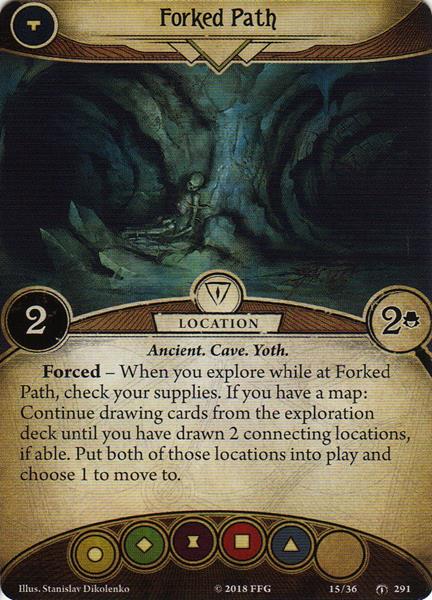 Forked Path
2
LOCATION
2
Ancient. Cave. Yoth.
Forced – When you explore while at Forked
Path, check your supplies. If you have a map:
Continue drawing cards from the exploration
deck until you have drawn 2 connecting locations,
if able. Put both of those locations into play and
choose 1 to move to.
Illus. Stanislav Dikolenko
© 2018 FFG
15/36
291